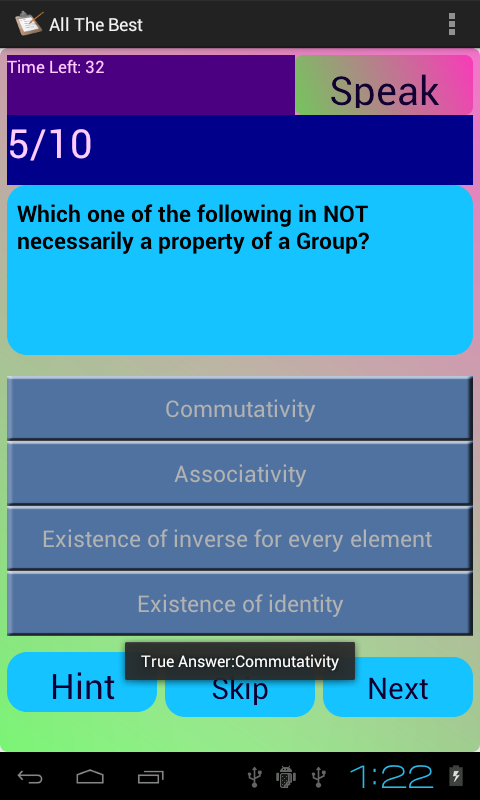 All The Best
Time Left: 32
Speak
5/10
Which one of the following in NOT
necessarily a property of a Group?
Commutativity
Associativity
Existence of inverse for every element
Existence of identity
True Answer:Commutativity
Hint
Skip
Next
1:22